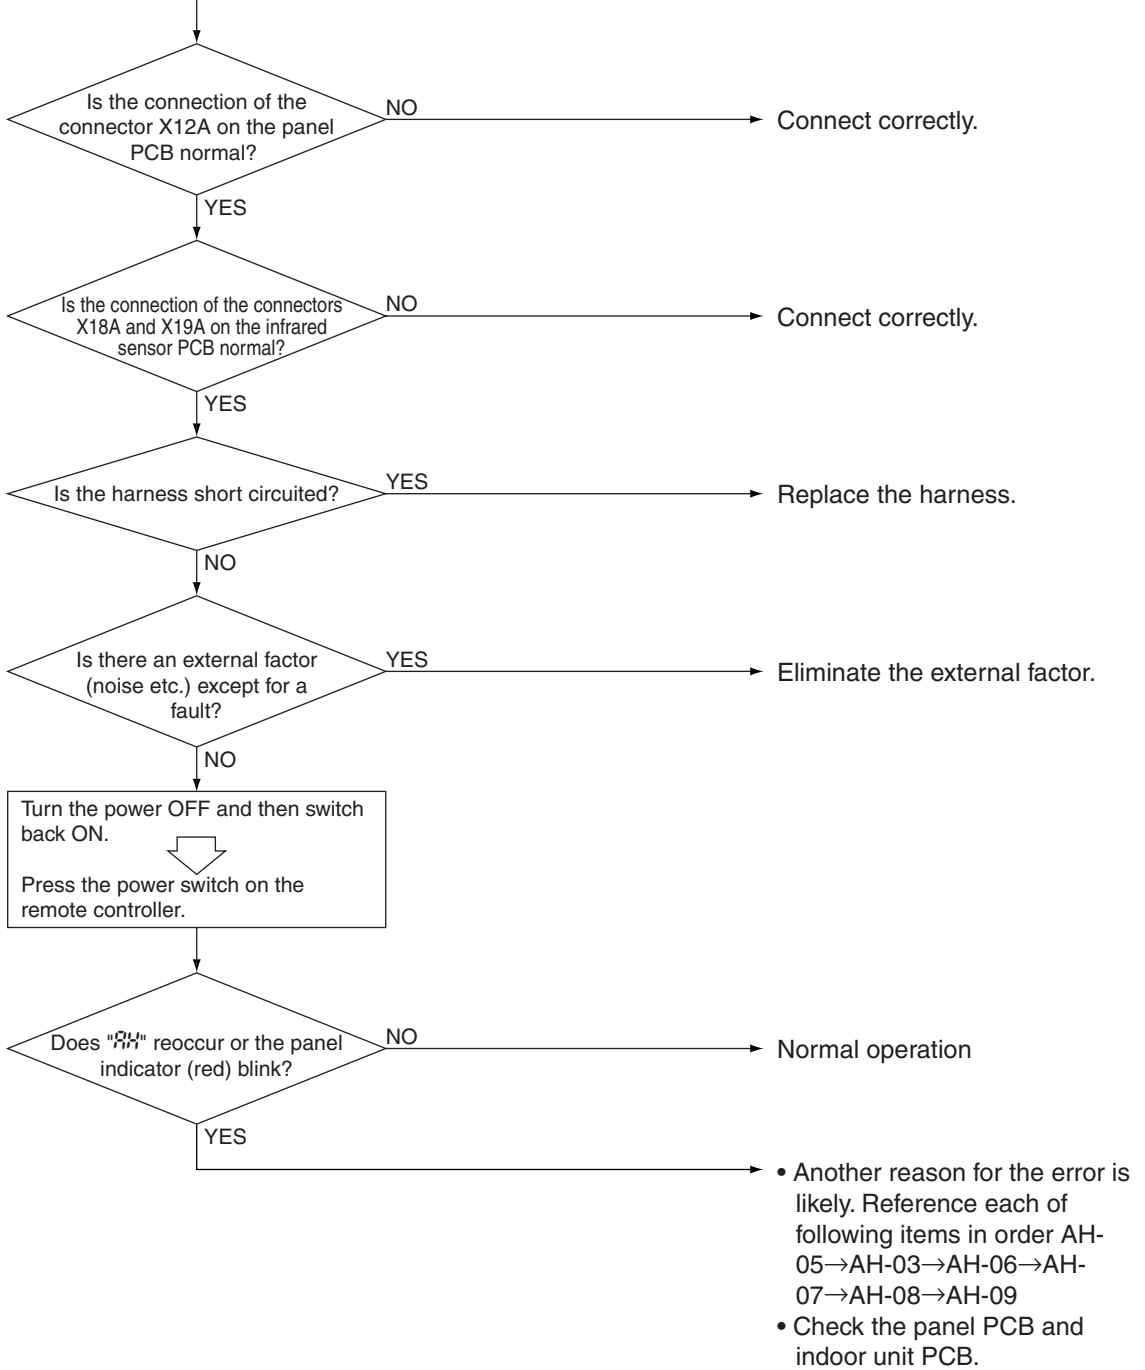 Is the connection of the
connector X12A on the panel
PCB normal?
NO
Connect correctly.
YES
Is the connection of the connectors
X18A and X19A on the infrared
sensor PCB normal?
NO
Connect correctly.
YES
Is the harness short circuited?
YES
Replace the harness.
NO
Is there an external factor
(noise etc.) except for a
fault?
YES
Eliminate the external factor.
NO
Turn the power OFF and then switch
back ON.
Press the power switch on the
remote controller.
Does "AH" reoccur or the panel
indicator (red) blink?
NO
Normal operation
YES
• Another reason for the error is
likely. Reference each of
following items in order AH-
05→AH-03→AH-06→AH-
07→AH-08→AH-09
• Check the panel PCB and
indoor unit PCB.